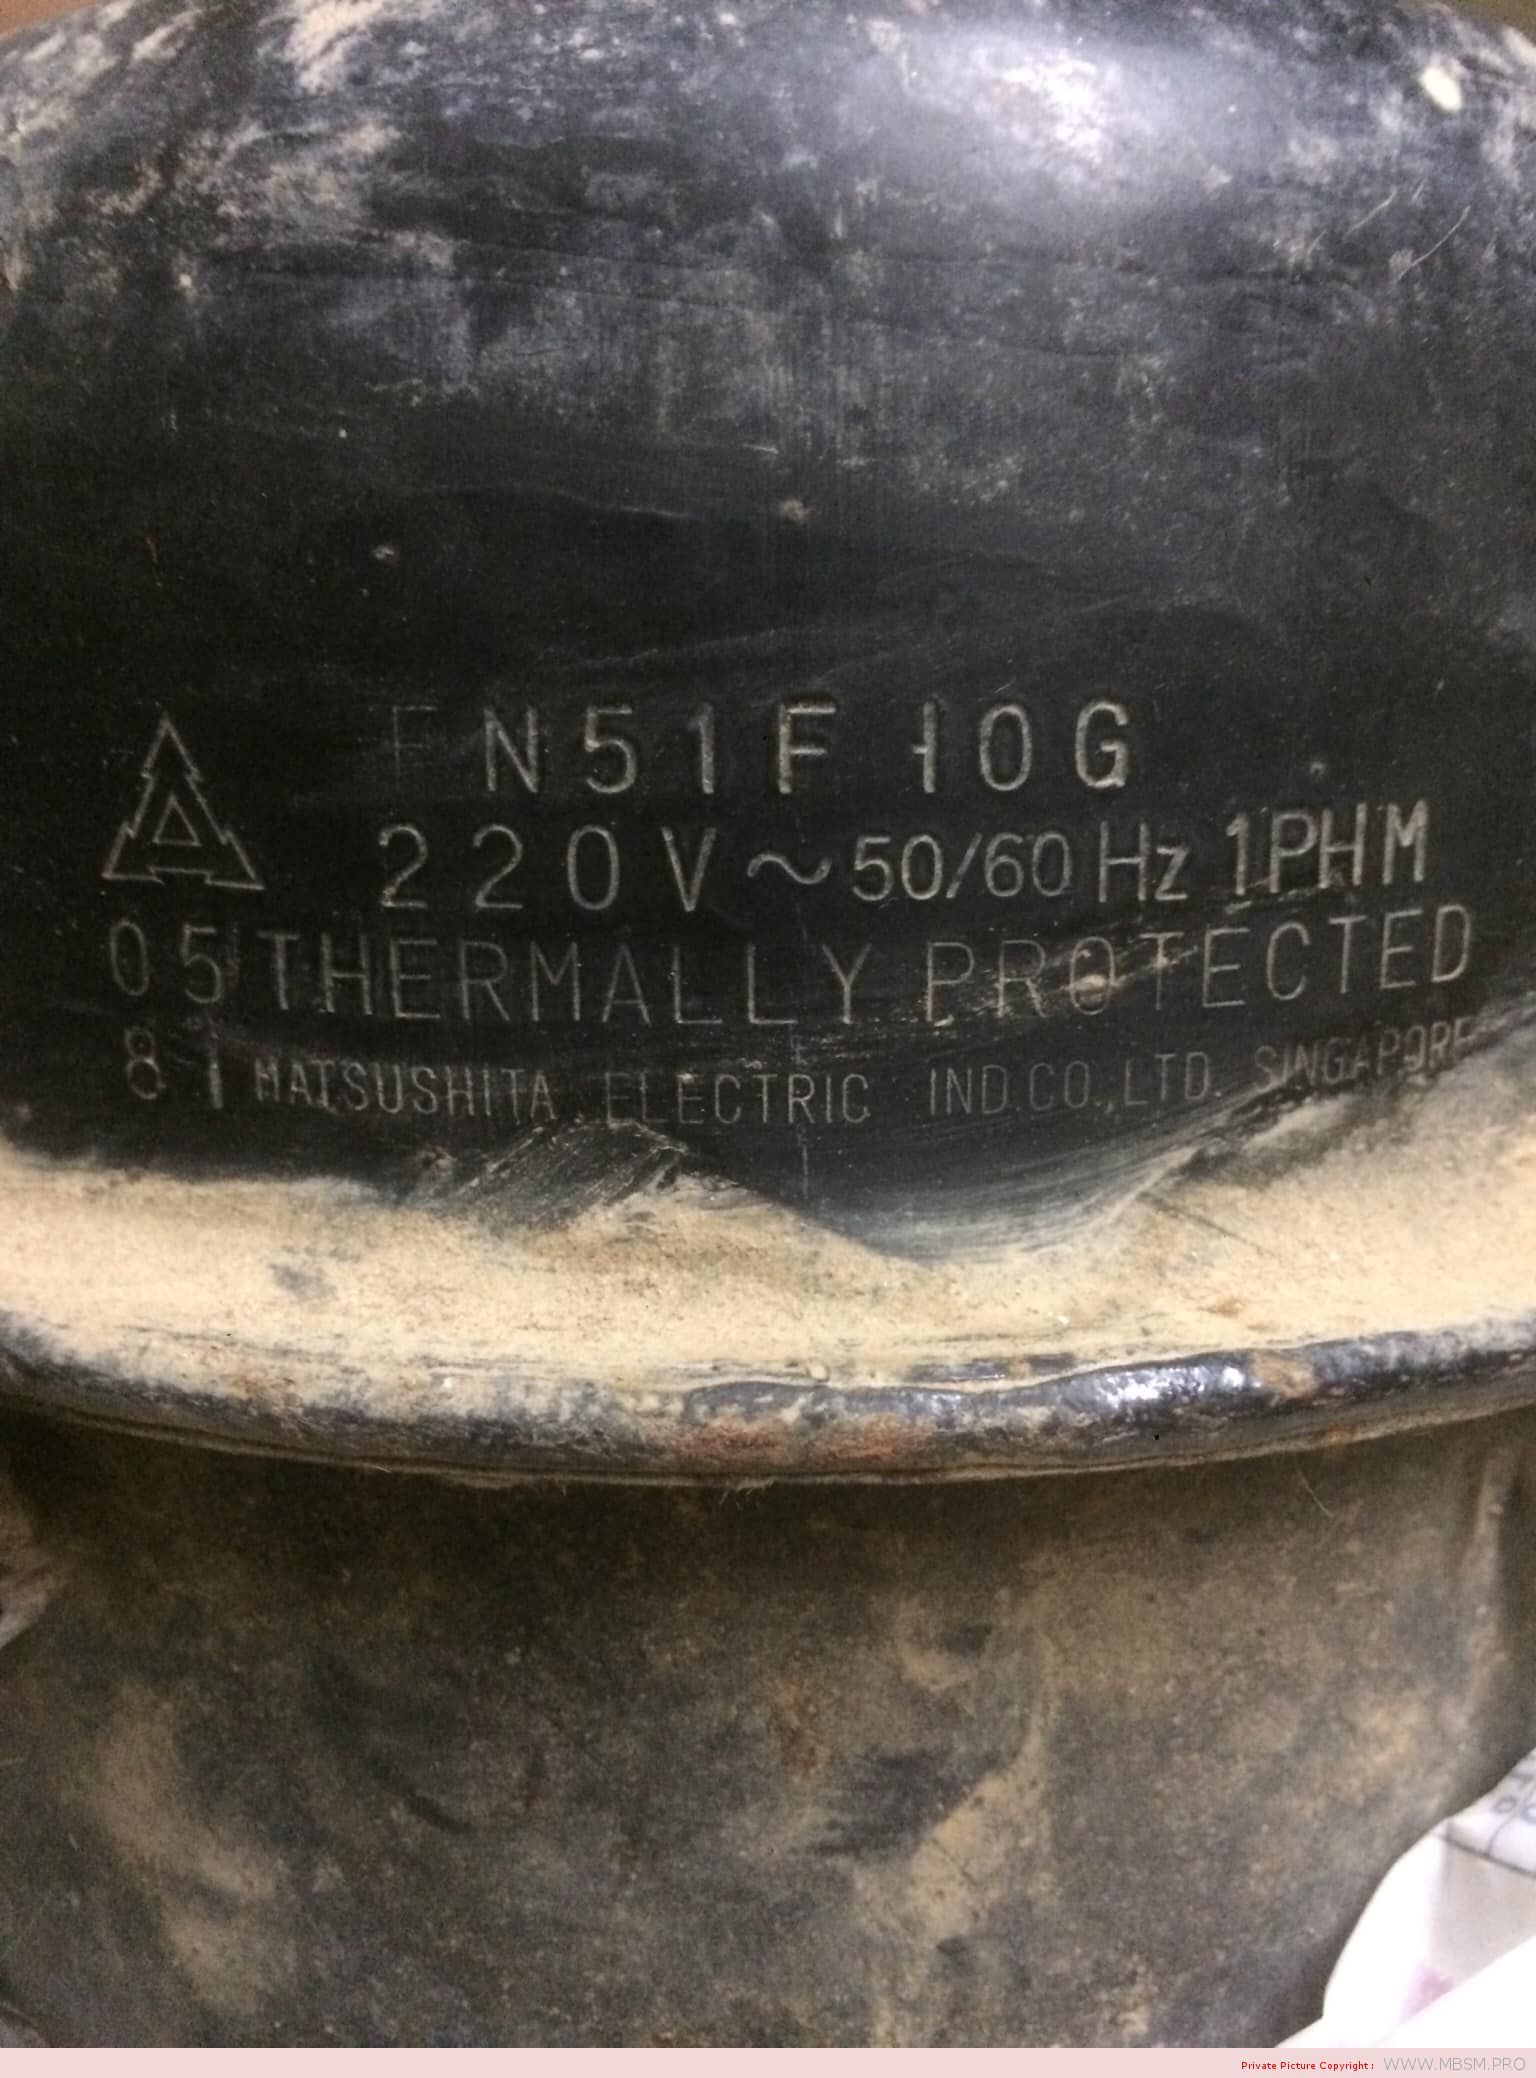 FN51F10G
220V~50/60Hz 1PHM
05 THERMALLY PROTECTED
81 MATSUSHITA ELECTRIC IND.CO.,LTD. SINGAPORE
Private Picture Copyright : WWW.MBSM.PRO